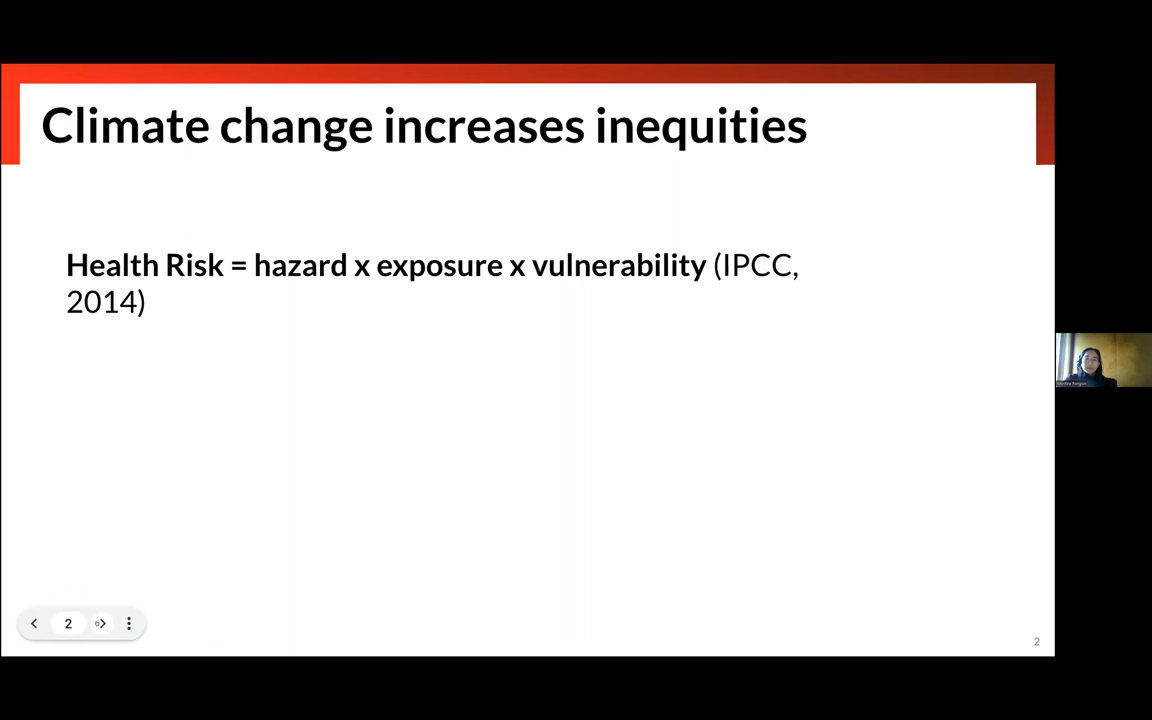 Climate change increases inequities
Health Risk = hazard x exposure x vulnerability (IPCC,
2014)
2
2